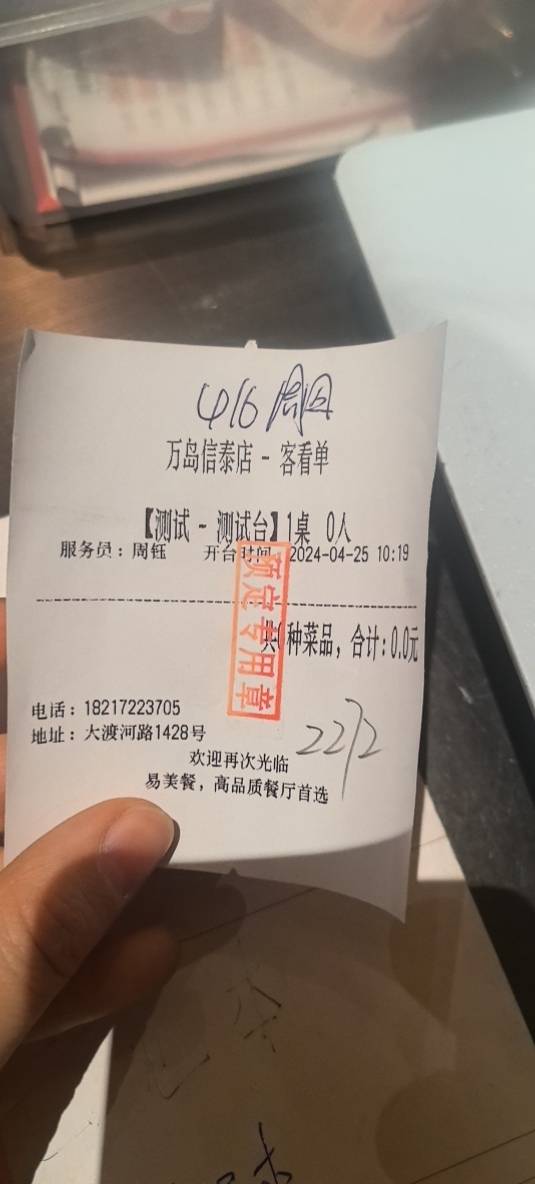 416
万岛信泰店 - 客看单
【测试 - 测试台】1桌 0人
服务员：周钰 开台时间 2024-04-25 10:19
预定专用章
种菜品，合计：0.0元
电话：18217223705
地址：大渡河路1428号
2272
欢迎再次光临
易美餐，高品质餐厅首选